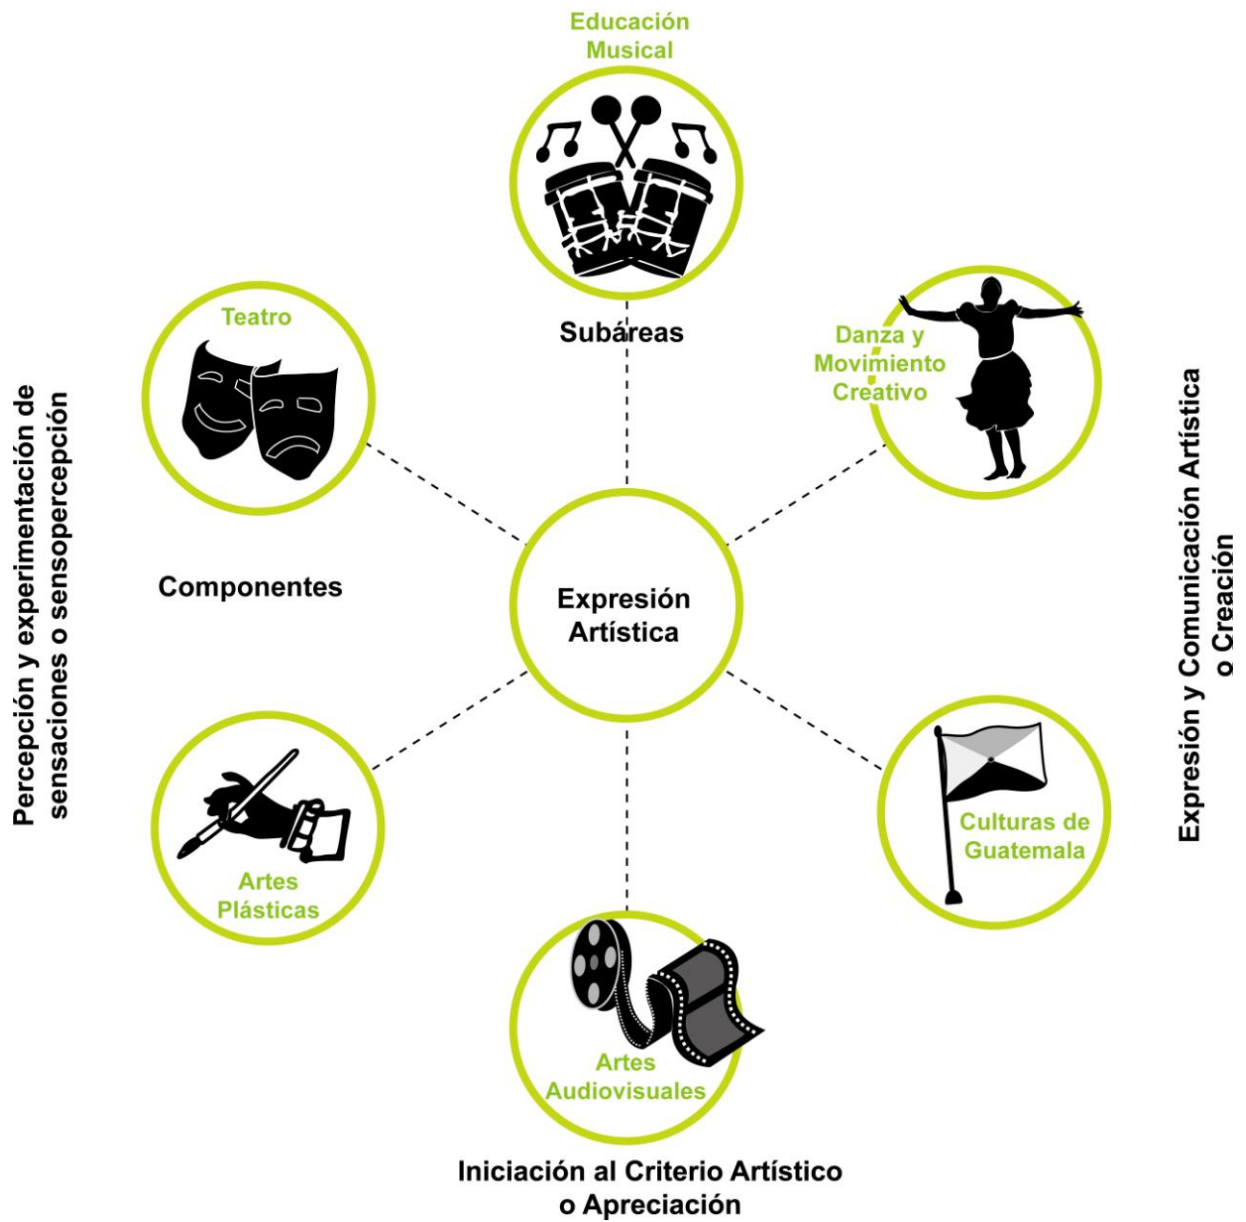 Educación
Musical
Subáreas
Teatro
Danza y
Movimiento
Creativo
Percepción y experimentación de
sensaciones o sensopercepción
Componentes
Expresión
Artística
Expresión y Comunicación Artística
o Creación
Artes
Plásticas
Culturas de
Guatemala
Artes
Audiovisuales
Iniciación al Criterio Artístico
o Apreciación